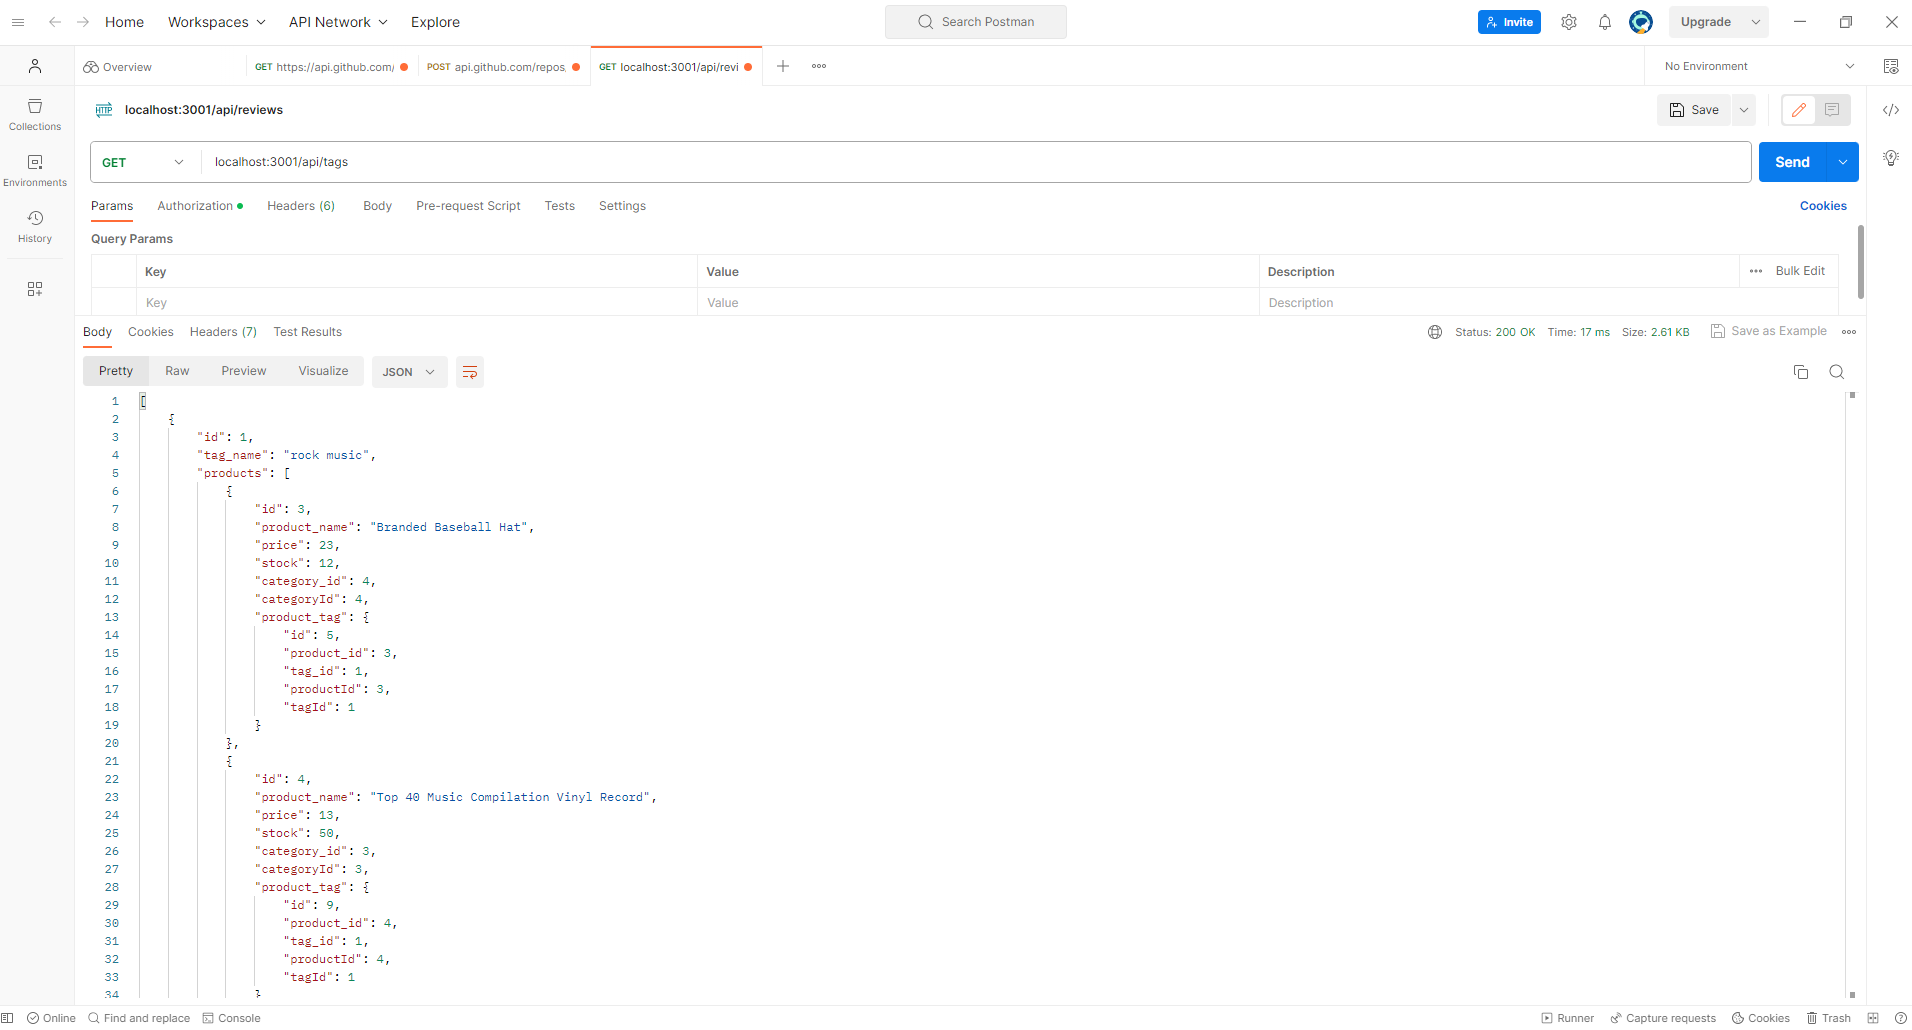 Home Workspaces API Network Explore Search Postman Invite Upgrade
Overview GET https://api.github.com/ POST api.github.com/repos, GET localhost:3001/api/revi No Environment
HTTP localhost:3001/api/reviews Save
Collections
Environments
History
GET localhost:3001/api/tags Send
Params Authorization Headers (6) Body Pre-request Script Tests Settings Cookies
Query Params
Key Value Description Bulk Edit
Key Value Description
Body Cookies Headers (7) Test Results Status: 200 OK Time: 17 ms Size: 2.61 KB Save as Example
Pretty Raw Preview Visualize JSON
1 [
2 {
3 "id": 1,
4 "tag_name": "rock music",
5 "products": [
6 {
7 "id": 3,
8 "product_name": "Branded Baseball Hat",
9 "price": 23,
10 "stock": 12,
11 "category_id": 4,
12 "categoryId": 4,
13 "product_tag": {
14 "id": 5,
15 "product_id": 3,
16 "tag_id": 1,
17 "productId": 3,
18 "tagId": 1
19 }
20 },
21 {
22 "id": 4,
23 "product_name": "Top 40 Music Compilation Vinyl Record",
24 "price": 13,
25 "stock": 50,
26 "category_id": 3,
27 "categoryId": 3,
28 "product_tag": {
29 "id": 9,
30 "product_id": 4,
31 "tag_id": 1,
32 "productId": 4,
33 "tagId": 1
34 }
Online Find and replace Console Runner Capture requests Cookies Trash